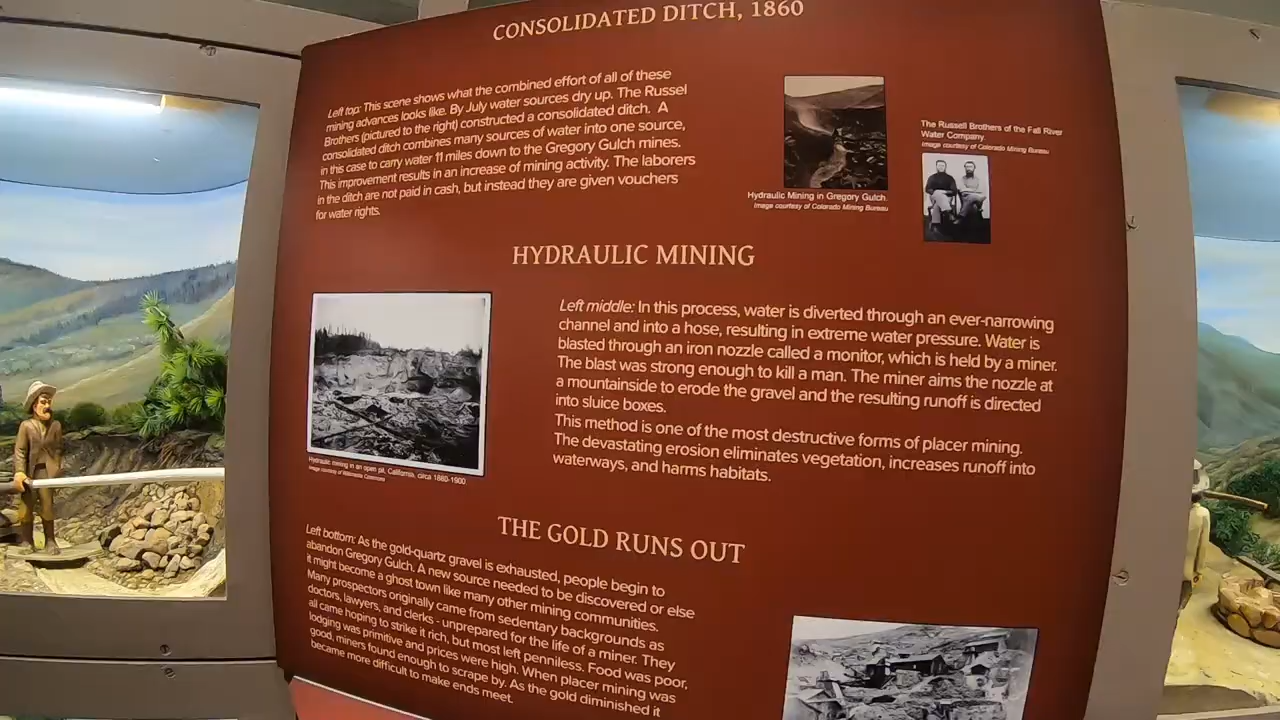 CONSOLIDATED DITCH, 1860
Left top: This scene shows what the combined effort of all of these
mining advances looks like. By July water sources dry up. The Russel
Brothers (pictured to the right) constructed a consolidated ditch. A
consolidated ditch combines many sources of water into one source,
in this case to carry water 11 miles down to the Gregory Gulch mines.
This improvement results in an increase of mining activity. The laborers
in the ditch are not paid in cash, but instead they are given vouchers
for water rights.
Hydraulic Mining in Gregory Gulch.
Image courtesy of Colorado Mining Bureau
The Russell Brothers of the Fall River
Water Company.
Image courtesy of Colorado Mining Bureau
HYDRAULIC MINING
Left middle: In this process, water is diverted through an ever-narrowing
channel and into a hose, resulting in extreme water pressure. Water is
blasted through an iron nozzle called a monitor, which is held by a miner.
The blast was strong enough to kill a man. The miner aims the nozzle at
a mountainside to erode the gravel and the resulting runoff is directed
into sluice boxes.
This method is one of the most destructive forms of placer mining.
The devastating erosion eliminates vegetation, increases runoff into
waterways, and harms habitats.
Hydraulic mining in an open pit, California, circa 1860-1900
Image courtesy of Wikimedia Commons
THE GOLD RUNS OUT
Left bottom: As the gold-quartz gravel is exhausted, people begin to
abandon Gregory Gulch. A new source needed to be discovered or else
it might become a ghost town like many other mining communities.
Many prospectors originally came from sedentary backgrounds as
doctors, lawyers, and clerks - unprepared for the life of a miner. They
all came hoping to strike it rich, but most left penniless. Food was poor,
lodging was primitive and prices were high. When placer mining was
good, miners found enough to scrape by. As the gold diminished it
became more difficult to make ends meet.